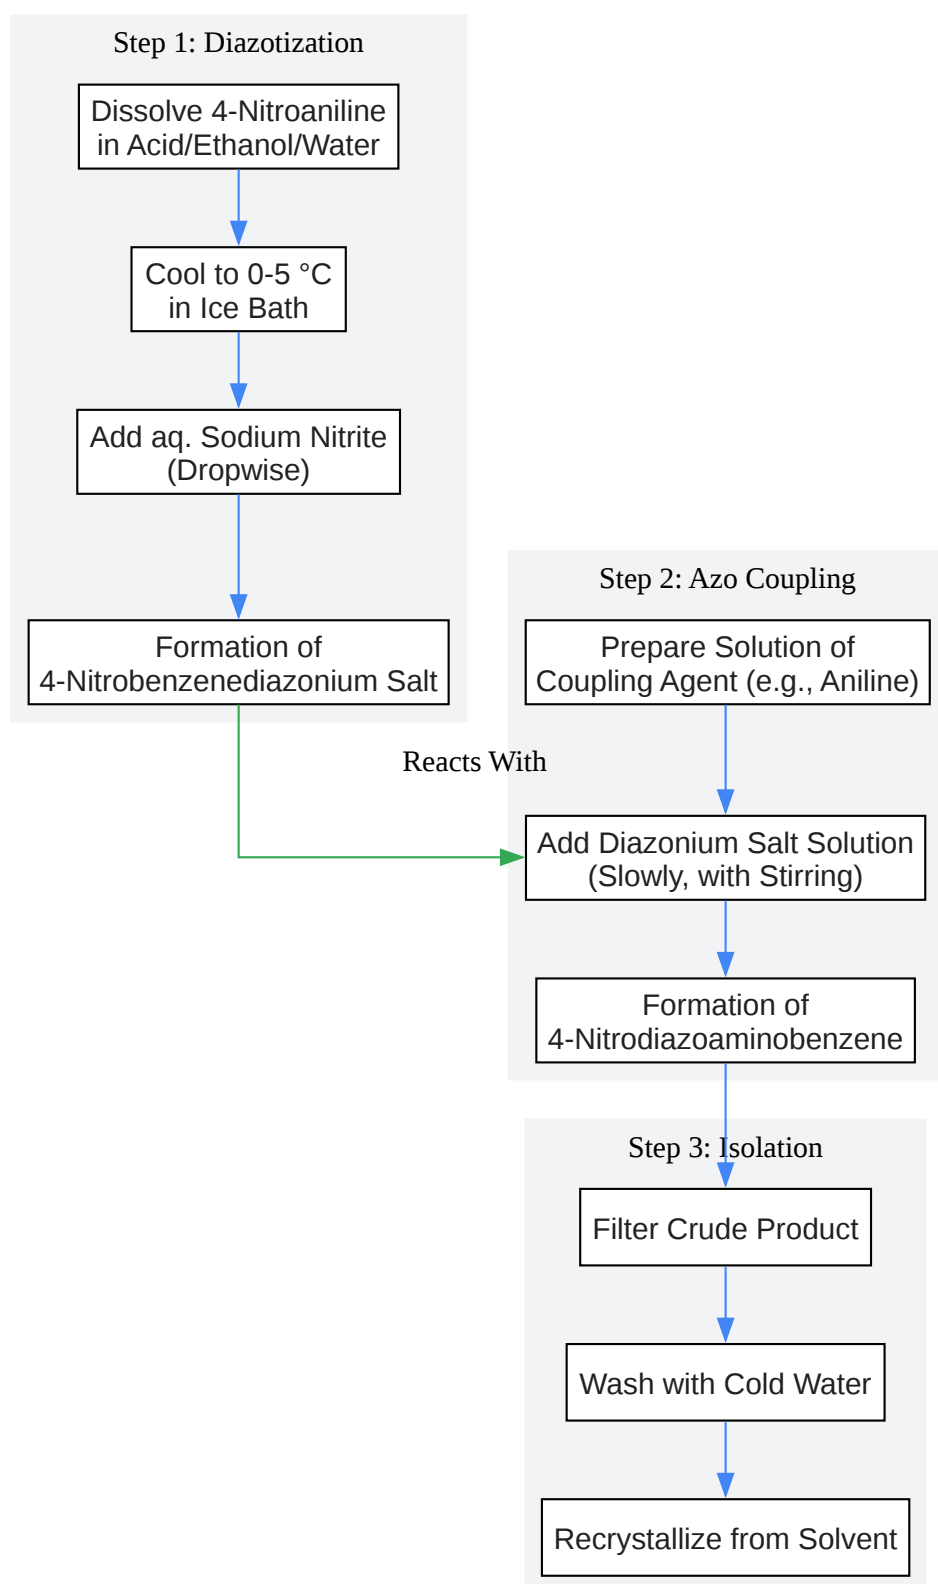 Step 1: Diazotization
Dissolve 4-Nitroaniline
in Acid/Ethanol/Water
Cool to 0-5 °C
in Ice Bath
Add aq. Sodium Nitrite
(Dropwise)
Formation of
4-Nitrobenzenediazonium Salt
Step 2: Azo Coupling
Prepare Solution of
Coupling Agent (e.g., Aniline)
Reacts With
Add Diazonium Salt Solution
(Slowly, with Stirring)
Formation of
4-Nitrodiazoaminobenzene
Step 3: Isolation
Filter Crude Product
Wash with Cold Water
Recrystallize from Solvent